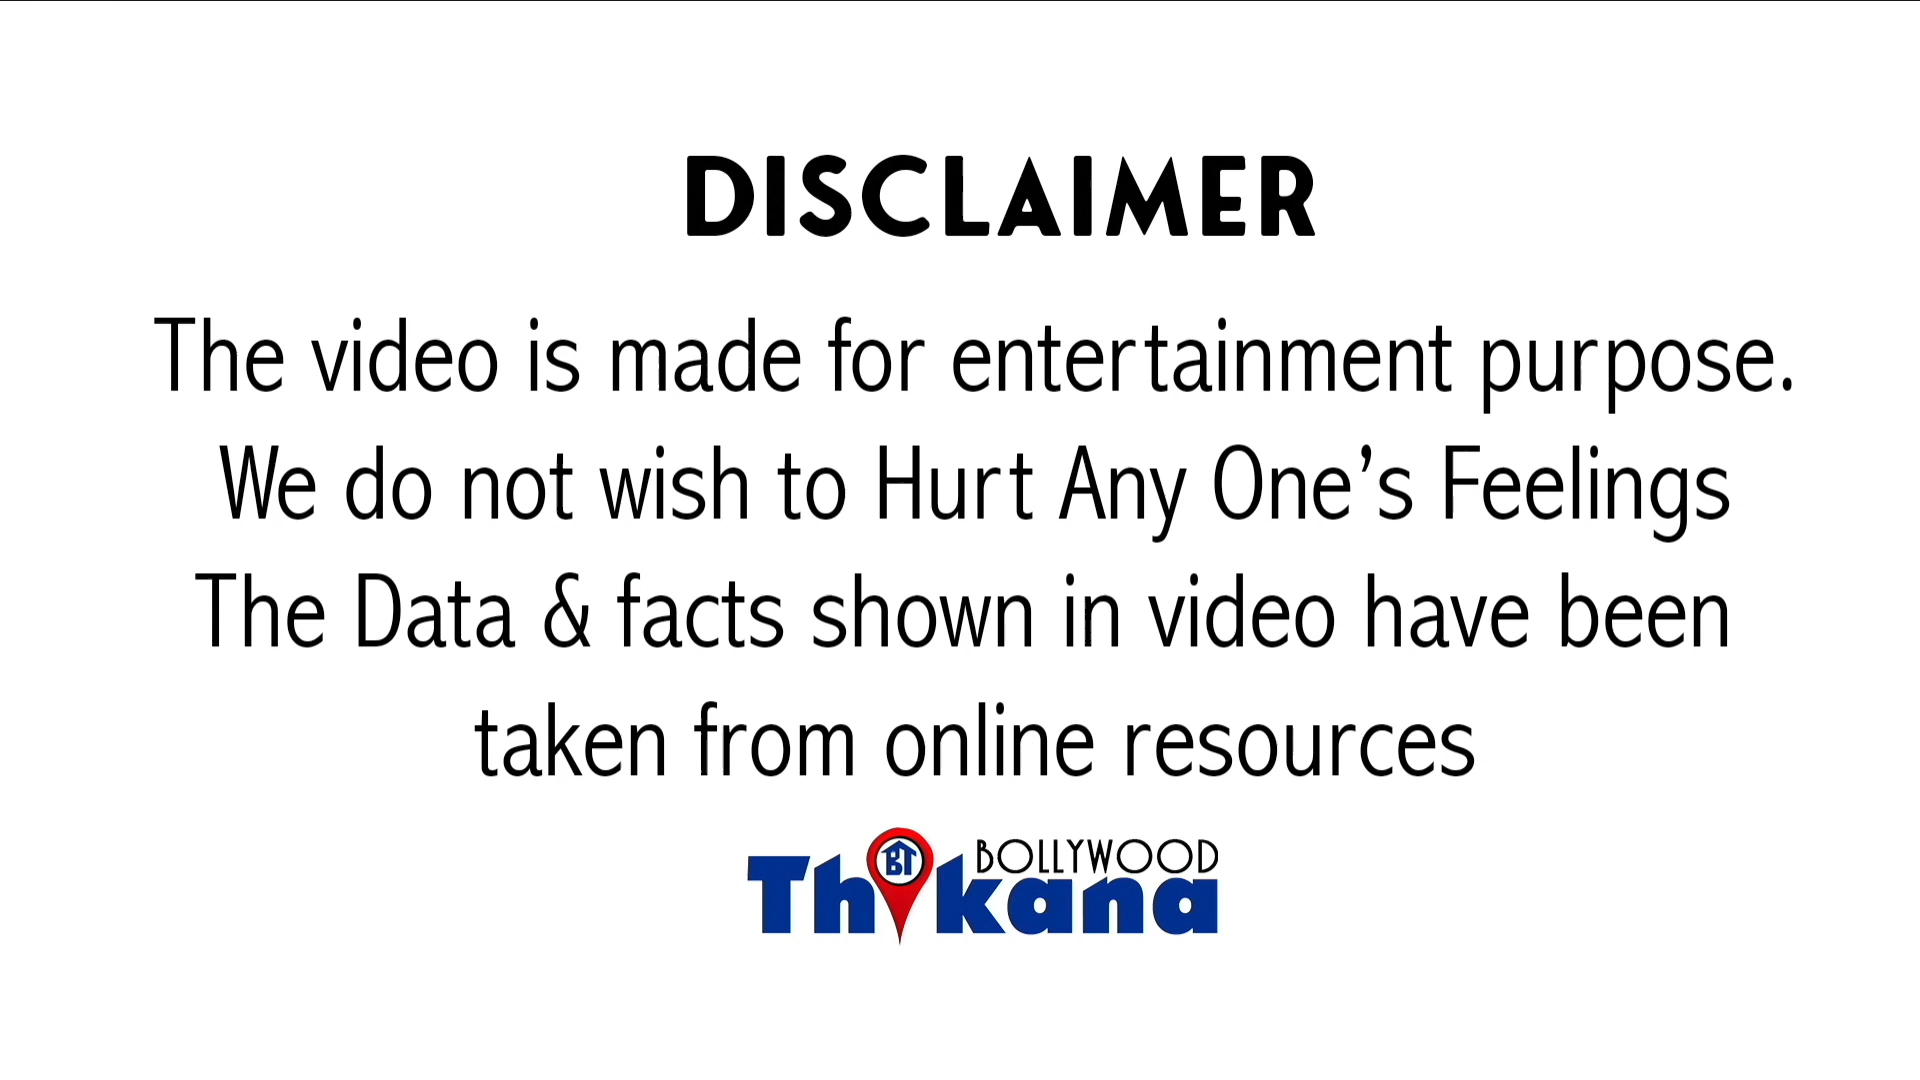 DISCLAIMER
The video is made for entertainment purpose.
We do not wish to Hurt Any One’s Feelings
The Data & facts shown in video have been
taken from online resources
BT BOLLYWOOD
Thikana